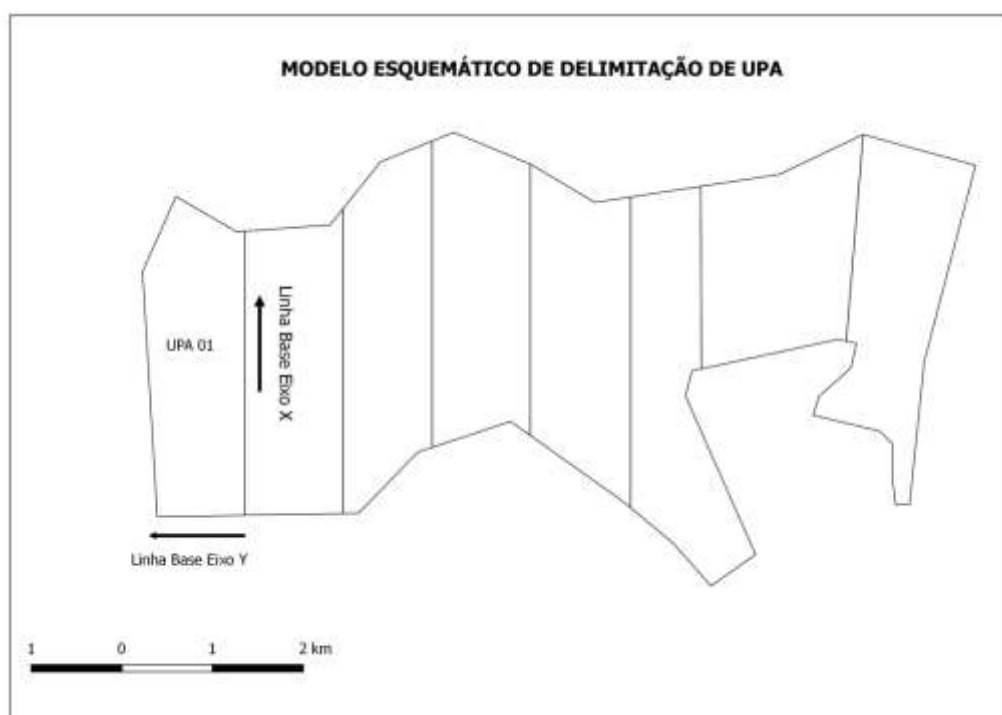 MODELO ESQUEMÁTICO DE DELIMITAÇÃO DE UPA
UPA 01
Linha Base Eixo X
Linha Base Eixo Y
1 0 1 2 km